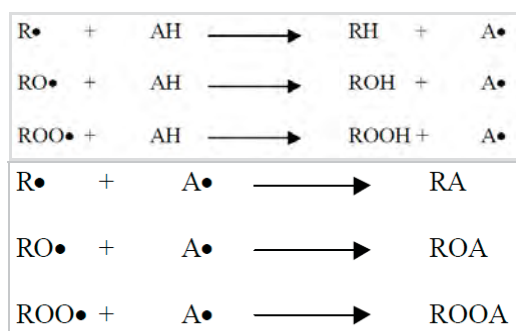 R• + AH ⟶ RH + A•
RO• + AH ⟶ ROH + A•
ROO• + AH ⟶ ROOH + A•
R• + A• ⟶ RA
RO• + A• ⟶ ROA
ROO• + A• ⟶ ROOA